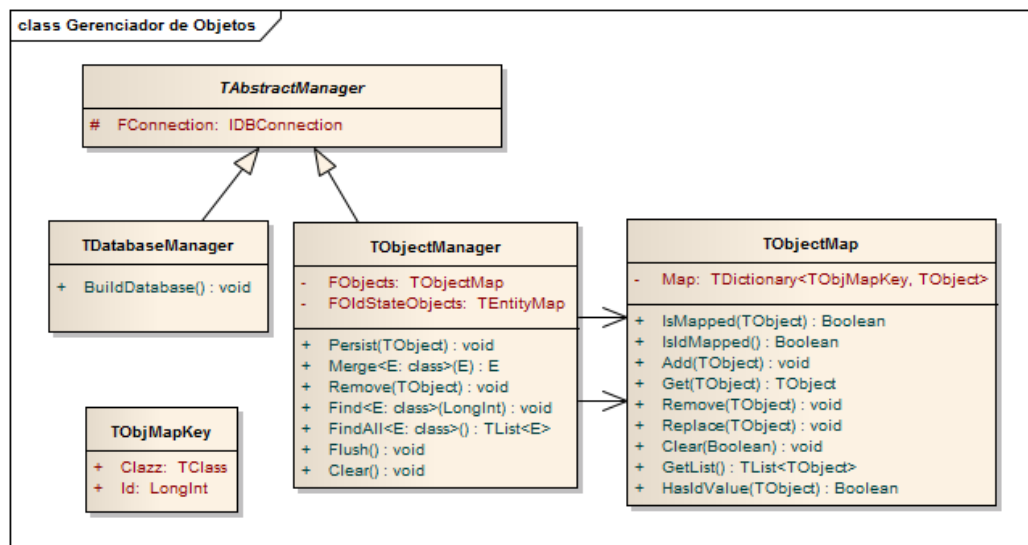 class Gerenciador de Objetos
TAbstractManager
# FConnection: IDBConnection
TDatabaseManager
+ BuildDatabase() : void
TObjectManager
- FObjects: TObjectMap
- FOldStateObjects: TEntityMap
+ Persist(TObject) : void
+ Merge<E: class>(E) : E
+ Remove(TObject) : void
+ Find<E: class>(LongInt) : void
+ FindAll<E: class>() : TList<E>
+ Flush() : void
+ Clear() : void
TObjectMap
- Map: TDictionary<TObjMapKey, TObject>
+ IsMapped(TObject) : Boolean
+ IsIdMapped() : Boolean
+ Add(TObject) : void
+ Get(TObject) : TObject
+ Remove(TObject) : void
+ Replace(TObject) : void
+ Clear(Boolean) : void
+ GetList() : TList<TObject>
+ HasIdValue(TObject) : Boolean
TObjMapKey
+ Clazz: TClass
+ Id: LongInt